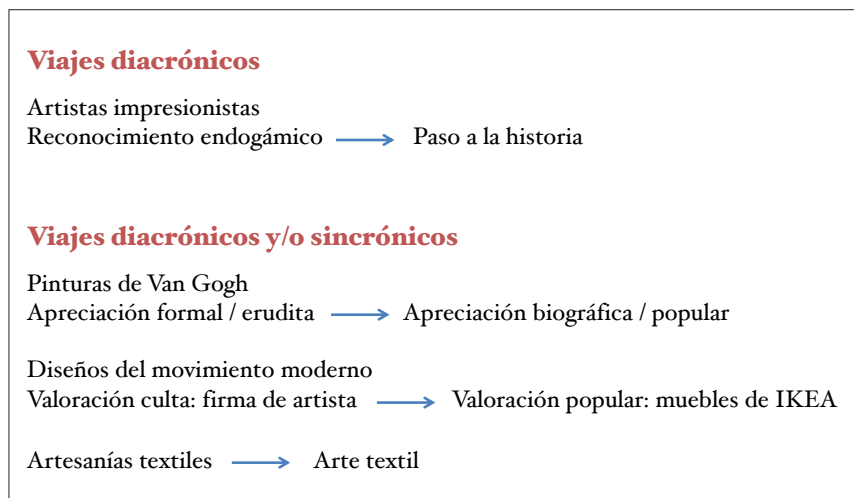 Viajes diacrónicos
Artistas impresionistas
Reconocimiento endogámico → Paso a la historia
Viajes diacrónicos y/o sincrónicos
Pinturas de Van Gogh
Apreciación formal / erudita → Apreciación biográfica / popular
Diseños del movimiento moderno
Valoración culta: firma de artista → Valoración popular: muebles de IKEA
Artesanías textiles → Arte textil